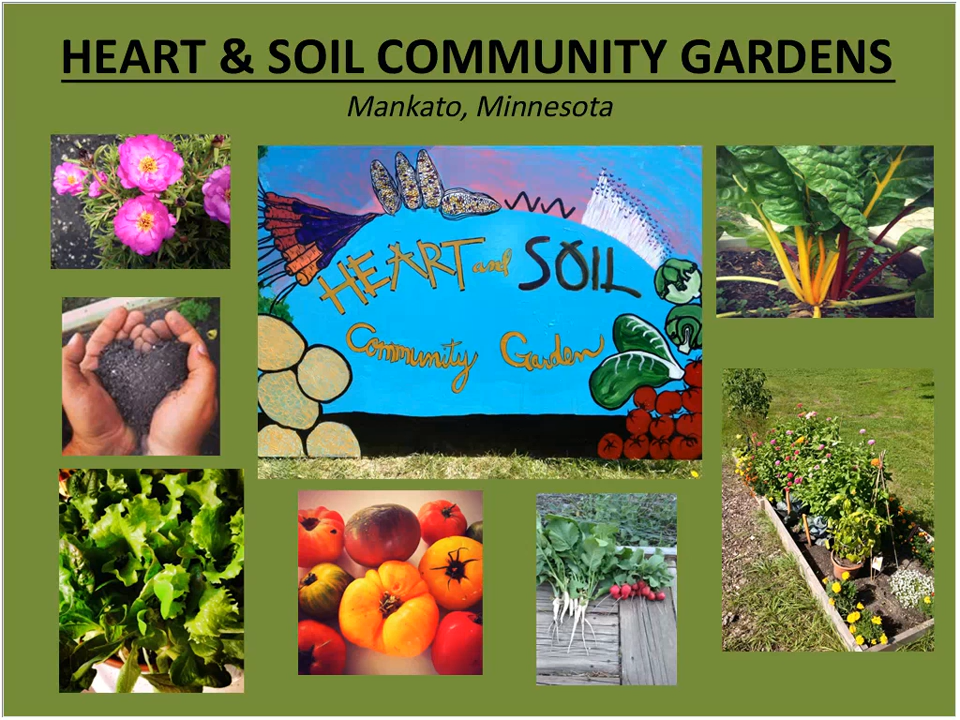 HEART & SOIL COMMUNITY GARDENS
Mankato, Minnesota
HEART and SOIL
Community Garden